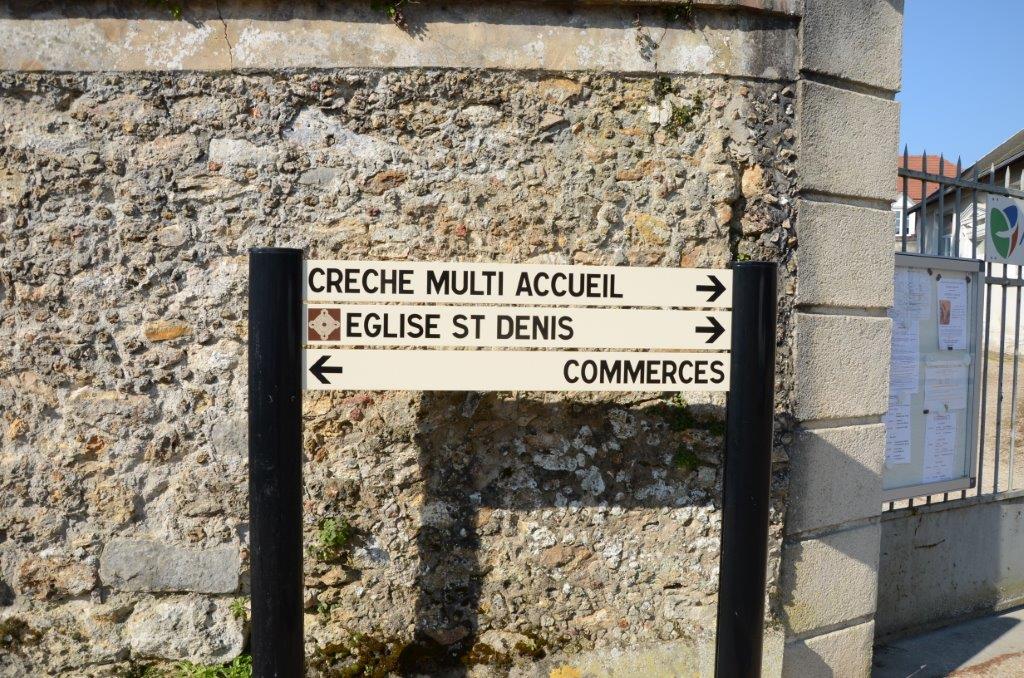 CRECHE MULTI ACCUEIL
EGLISE ST DENIS
COMMERCES